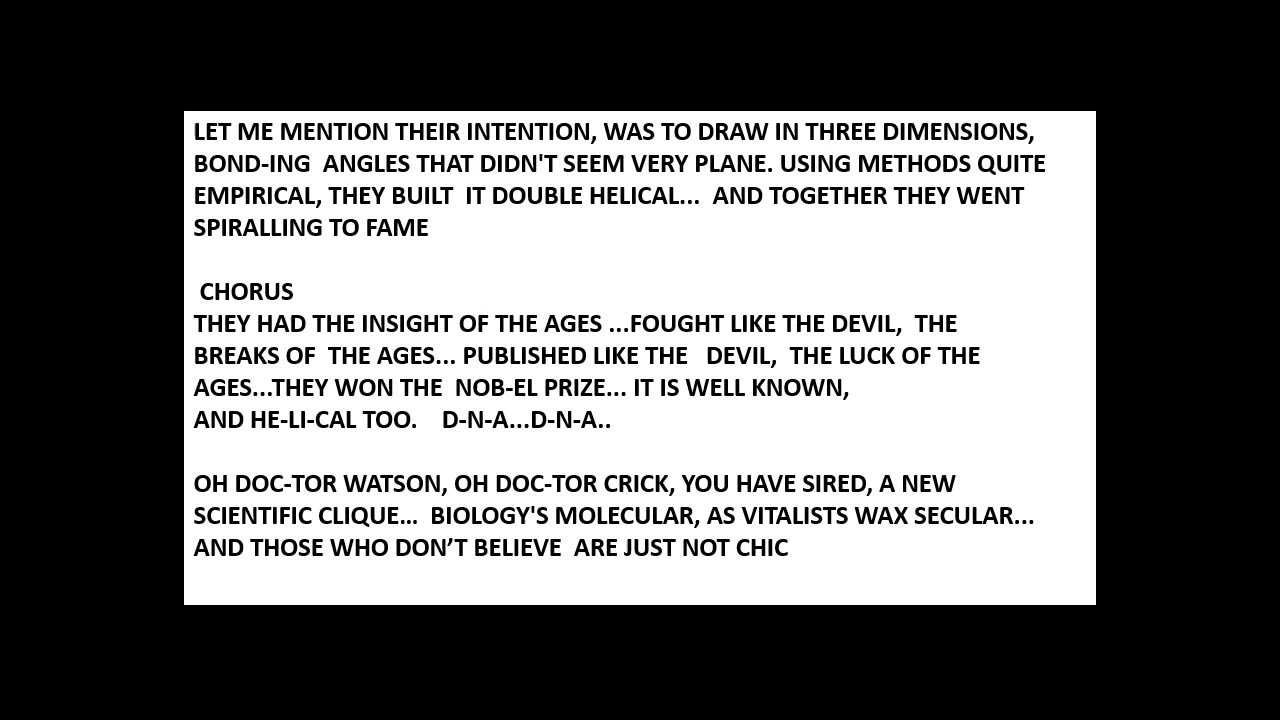 LET ME MENTION THEIR INTENTION, WAS TO DRAW IN THREE DIMENSIONS,
BOND-ING  ANGLES THAT DIDN'T SEEM VERY PLANE. USING METHODS QUITE
EMPIRICAL, THEY BUILT  IT DOUBLE HELICAL...  AND TOGETHER THEY WENT
SPIRALLING TO FAME
CHORUS
THEY HAD THE INSIGHT OF THE AGES ...FOUGHT LIKE THE DEVIL,  THE
BREAKS OF  THE AGES... PUBLISHED LIKE THE   DEVIL,  THE LUCK OF THE
AGES...THEY WON THE  NOB-EL PRIZE... IT IS WELL KNOWN,
AND HE-LI-CAL TOO.    D-N-A...D-N-A..
OH DOC-TOR WATSON, OH DOC-TOR CRICK, YOU HAVE SIRED, A NEW
SCIENTIFIC CLIQUE...  BIOLOGY'S MOLECULAR, AS VITALISTS WAX SECULAR...
AND THOSE WHO DON’T BELIEVE  ARE JUST NOT CHIC